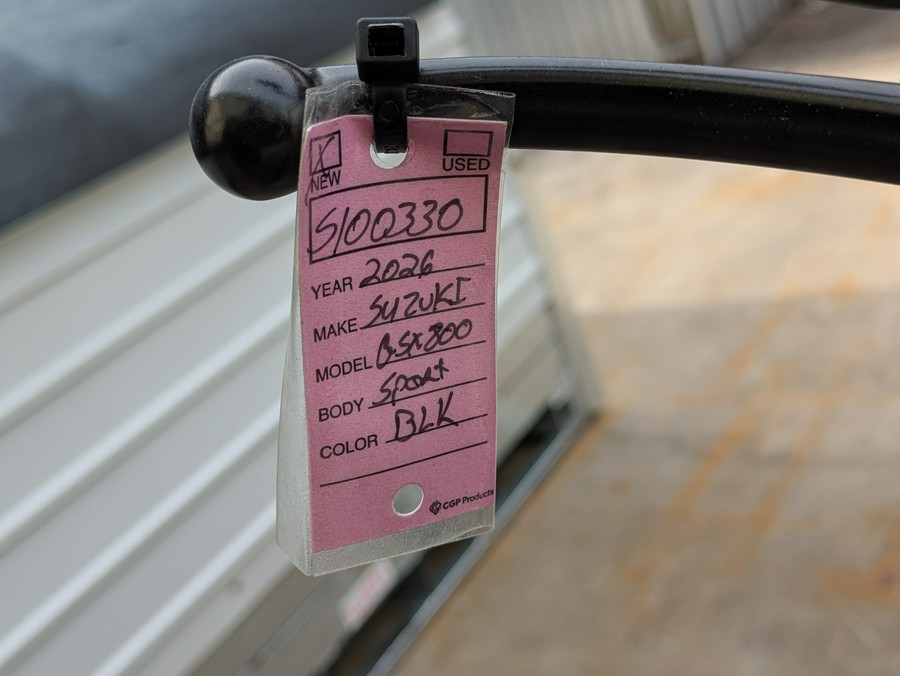 X
NEW USED
S100330
YEAR 2026
MAKE SUZUKI
MODEL GSX800
BODY Sport
COLOR BLK
CGP Products